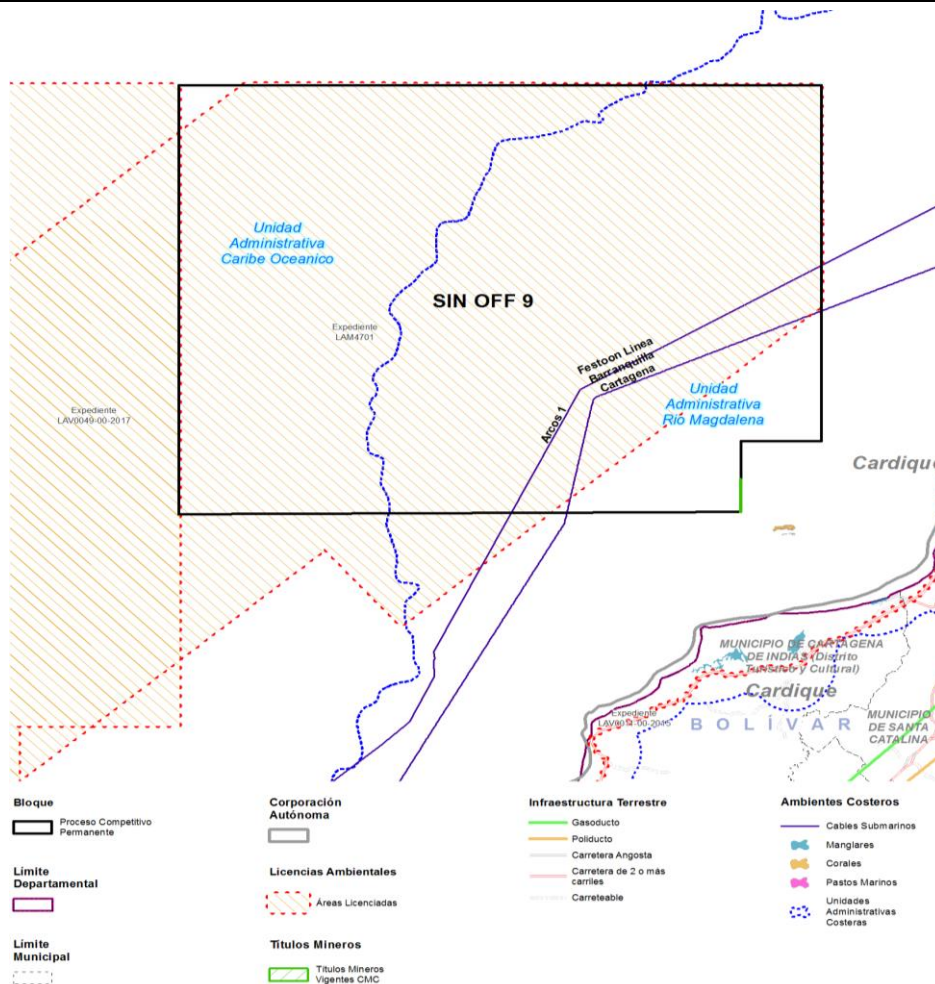 Unidad
Administrativa
Caribe Oceanico
SIN OFF 9
Expediente
LAM4701
Festoon Linea
Barranquilla
Cartagena
Arcos 1
Unidad
Administrativa
Rio Magdalena
Expediente
LAV0049-00-2017
Cardique
MUNICIPIO DE CARTAGENA
DE INDIAS (Distrito
Turistico y Cultural)
Cardique
Expediente
BOLÍVAR
MUNICIPIO
DE SANTA
CATALINA
Bloque
Proceso Competitivo
Permanente
Límite
Departamental
Límite
Municipal
Corporación
Autónoma
Licencias Ambientales
Áreas Licenciadas
Titulos Mineros
Titulos Mineros
Vigentes CMC
Infraestructura Terrestre
Gasoducto
Poliducto
Carretera Angosta
Carretera de 2 o más
carriles
Carreteable
Ambientes Costeros
Cables Submarinos
Manglares
Corales
Pastos Marinos
Unidades
Administrativas
Costeras